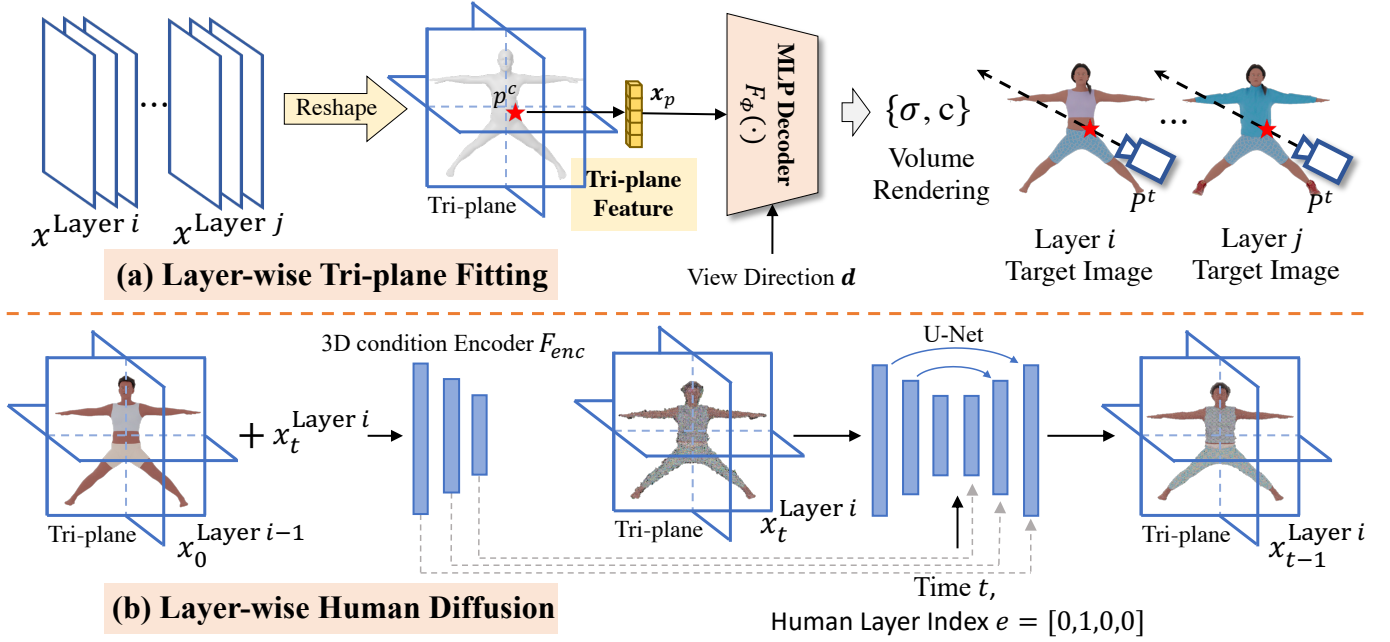 x^Layer i
...
x^Layer j
Reshape
p^c
Tri-plane
x_p
Tri-plane
Feature
MLP Decoder
F_Φ(·)
View Direction d
{σ, c}
Volume
Rendering
...
P^t
P^t
Layer i
Target Image
Layer j
Target Image
(a) Layer-wise Tri-plane Fitting
3D condition Encoder F_enc
U-Net
+ x_t^Layer i
Tri-plane
x_0^Layer i−1
Tri-plane
x_t^Layer i
Tri-plane
x_{t−1}^Layer i
Time t,
Human Layer Index e = [0,1,0,0]
(b) Layer-wise Human Diffusion